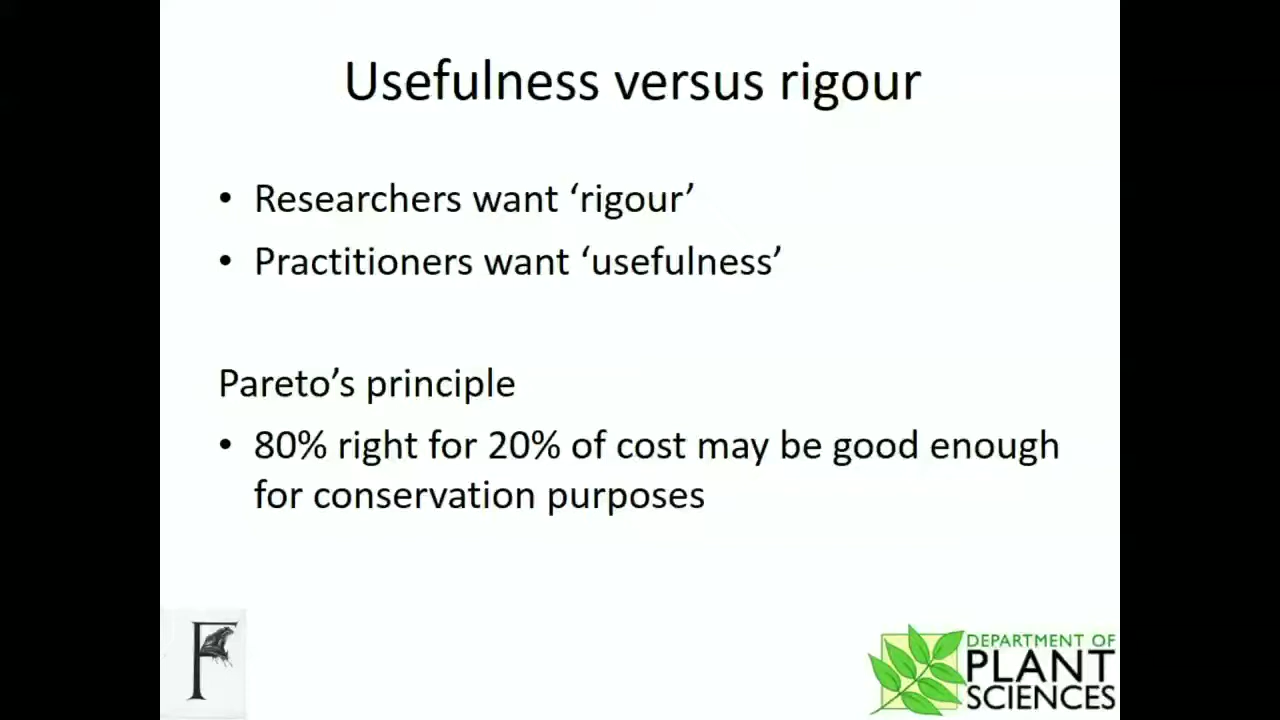 Usefulness versus rigour
• Researchers want ‘rigour’
• Practitioners want ‘usefulness’
Pareto’s principle
• 80% right for 20% of cost may be good enough
for conservation purposes
F
DEPARTMENT OF
PLANT
SCIENCES